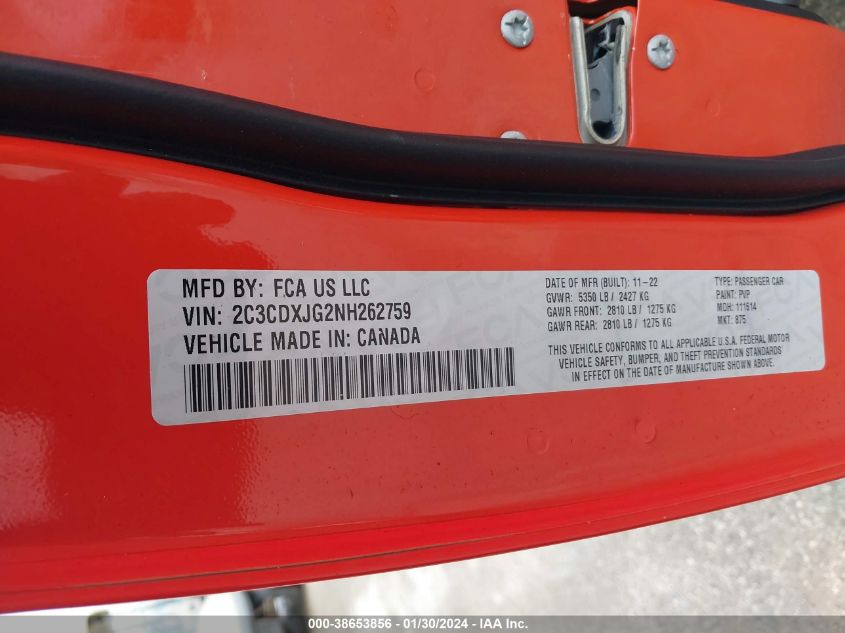 MFD BY: FCA US LLC
VIN: 2C3CDXJG2NH262759
VEHICLE MADE IN: CANADA
DATE OF MFR (BUILT): 11-22
GVWR: 5350 LB / 2427 KG
GAWR FRONT: 2810 LB / 1275 KG
GAWR REAR: 2810 LB / 1275 KG
TYPE: PASSENGER CAR
PAINT: PVP
MDH: 111514
MKT: 875
THIS VEHICLE CONFORMS TO ALL APPLICABLE U.S.A. FEDERAL MOTOR
VEHICLE SAFETY, BUMPER, AND THEFT PREVENTION STANDARDS
IN EFFECT ON THE DATE OF MANUFACTURE SHOWN ABOVE.
000-38653856 - 01/30/2024 - IAA Inc.